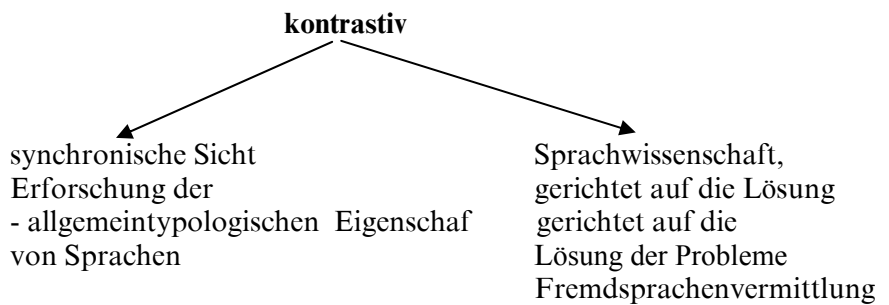 kontrastiv
synchronische Sicht
Erforschung der
- allgemeintypologischen Eigenschaf
von Sprachen
Sprachwissenschaft,
gerichtet auf die Lösung
gerichtet auf die
Lösung der Probleme
Fremdsprachenvermittlung